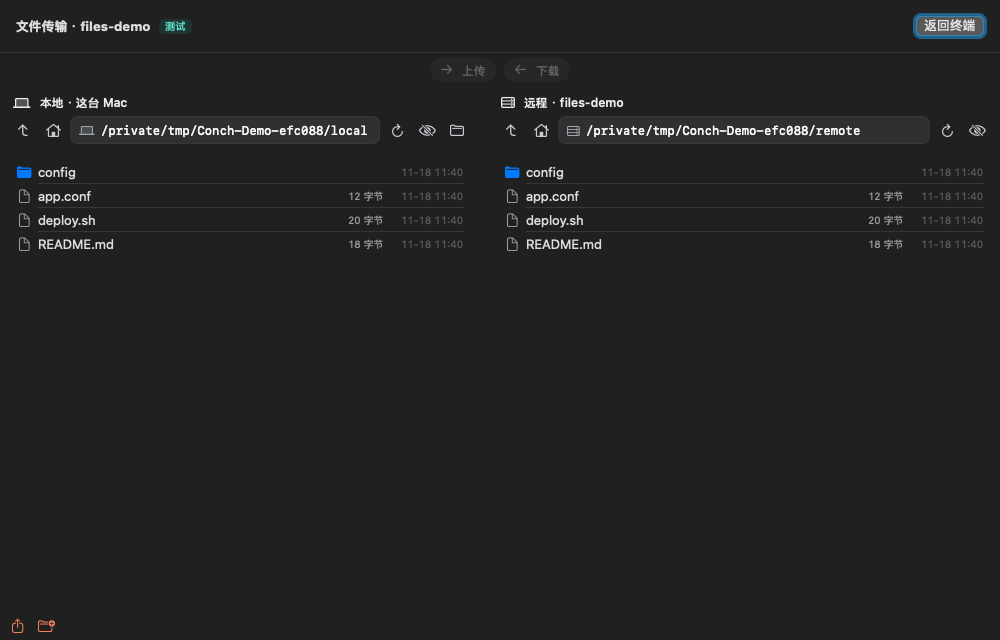 文件传输 · files-demo 测试 返回终端
上传 下载
本地 · 这台 Mac
/private/tmp/Conch-Demo-efc088/local
config 11-18 11:40
app.conf 12 字节 11-18 11:40
deploy.sh 20 字节 11-18 11:40
README.md 18 字节 11-18 11:40
远程 · files-demo
/private/tmp/Conch-Demo-efc088/remote
config 11-18 11:40
app.conf 12 字节 11-18 11:40
deploy.sh 20 字节 11-18 11:40
README.md 18 字节 11-18 11:40